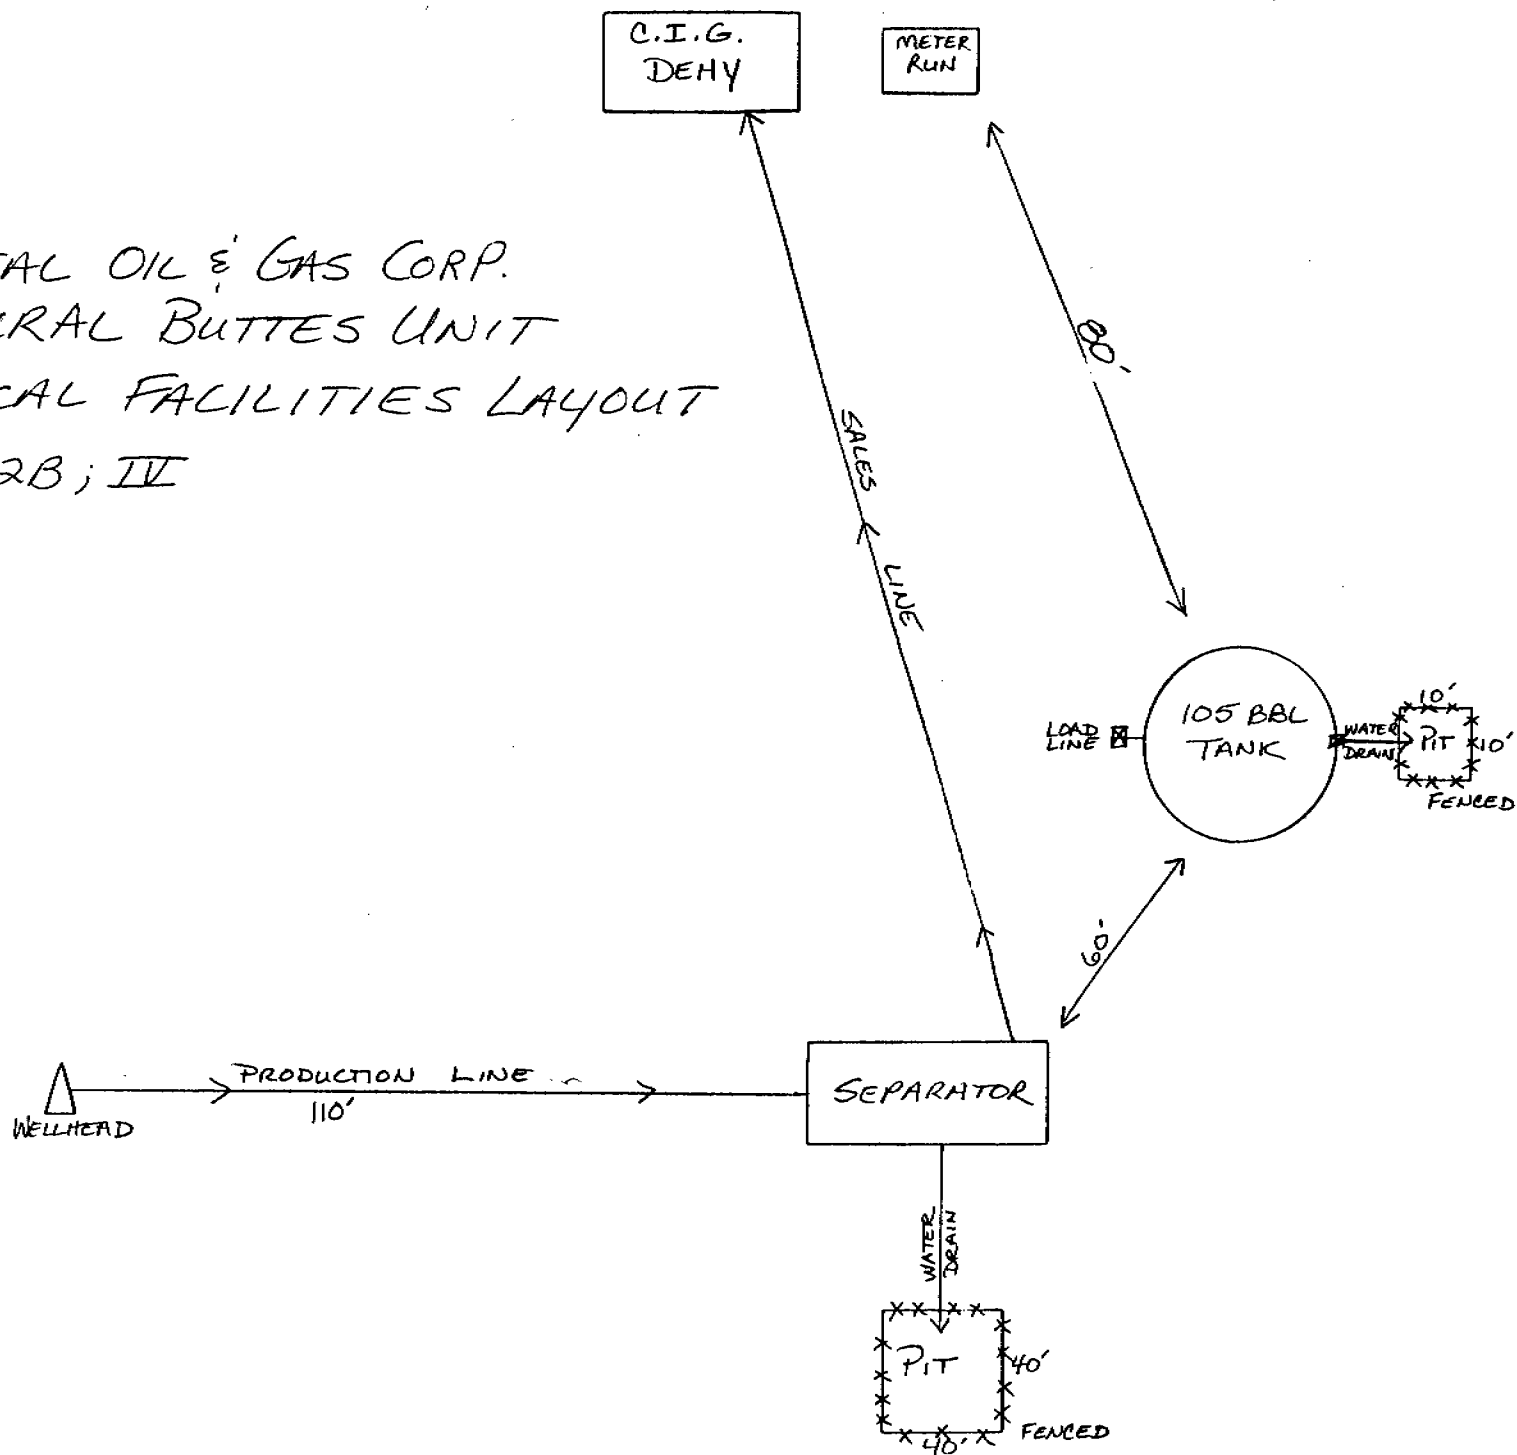 C.I.G.
DEHY
METER
RUN
TAL OIL & GAS CORP.
RAL BUTTES UNIT
CAL FACILITIES LAYOUT
2B; IV
80'
SALES LINE
105 BBL
TANK
LOAD
LINE
WATER
DRAIN
10'
PIT
10'
FENCED
60'
PRODUCTION LINE
110'
WELLHEAD
SEPARATOR
WATER
DRAIN
PIT
40'
40'
FENCED